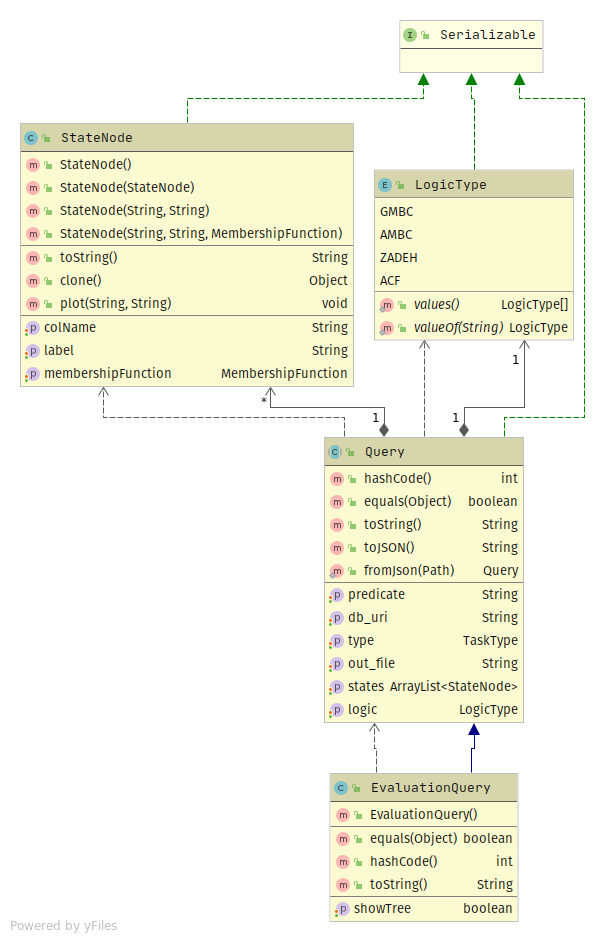 I Serializable
C StateNode
m StateNode()
m StateNode(StateNode)
m StateNode(String, String)
m StateNode(String, String, MembershipFunction)
m toString() String
m clone() Object
m plot(String, String) void
p colName String
p label String
p membershipFunction MembershipFunction
E LogicType
GMBC
AMBC
ZADEH
ACF
m values() LogicType[]
m valueOf(String) LogicType
1
*
1
1
C Query
m hashCode() int
m equals(Object) boolean
m toString() String
m toJSON() String
m fromJson(Path) Query
p predicate String
p db_uri String
p type TaskType
p out_file String
p states ArrayList<StateNode>
p logic LogicType
C EvaluationQuery
m EvaluationQuery()
m equals(Object) boolean
m hashCode() int
m toString() String
p showTree boolean
Powered by yFiles